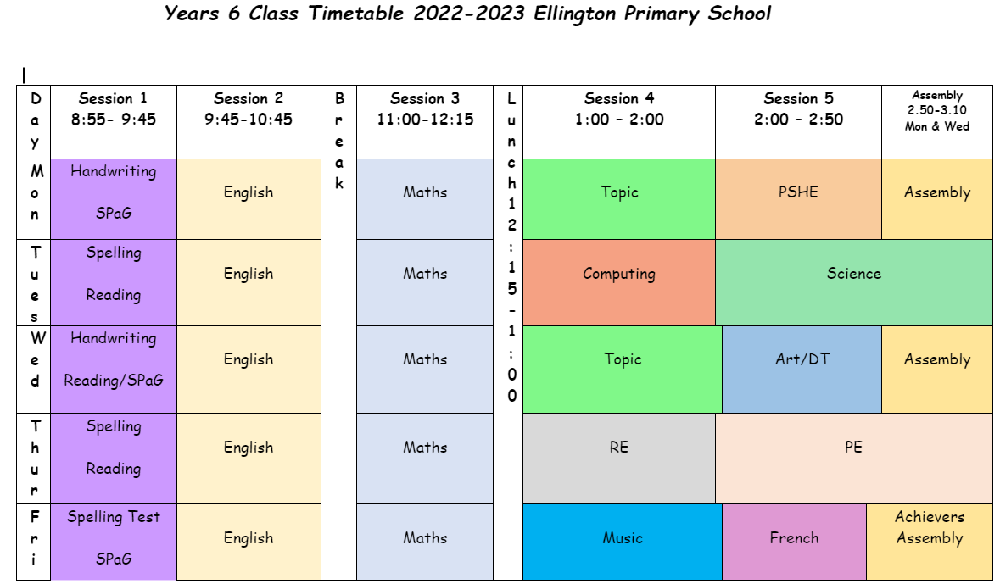 Years 6 Class Timetable 2022-2023 Ellington Primary School
Day
Session 1
8:55- 9:45
Session 2
9:45-10:45
Break
Session 3
11:00-12:15
Lunch12:15-1:00
Session 4
1:00 - 2:00
Session 5
2:00 - 2:50
Assembly
2.50-3.10
Mon & Wed
Mon
Handwriting
SPaG
English
Maths
Topic
PSHE
Assembly
Tues
Spelling
Reading
English
Maths
Computing
Science
Wed
Handwriting
Reading/SPaG
English
Maths
Topic
Art/DT
Assembly
Thur
Spelling
Reading
English
Maths
RE
PE
Fri
Spelling Test
SPaG
English
Maths
Music
French
Achievers
Assembly